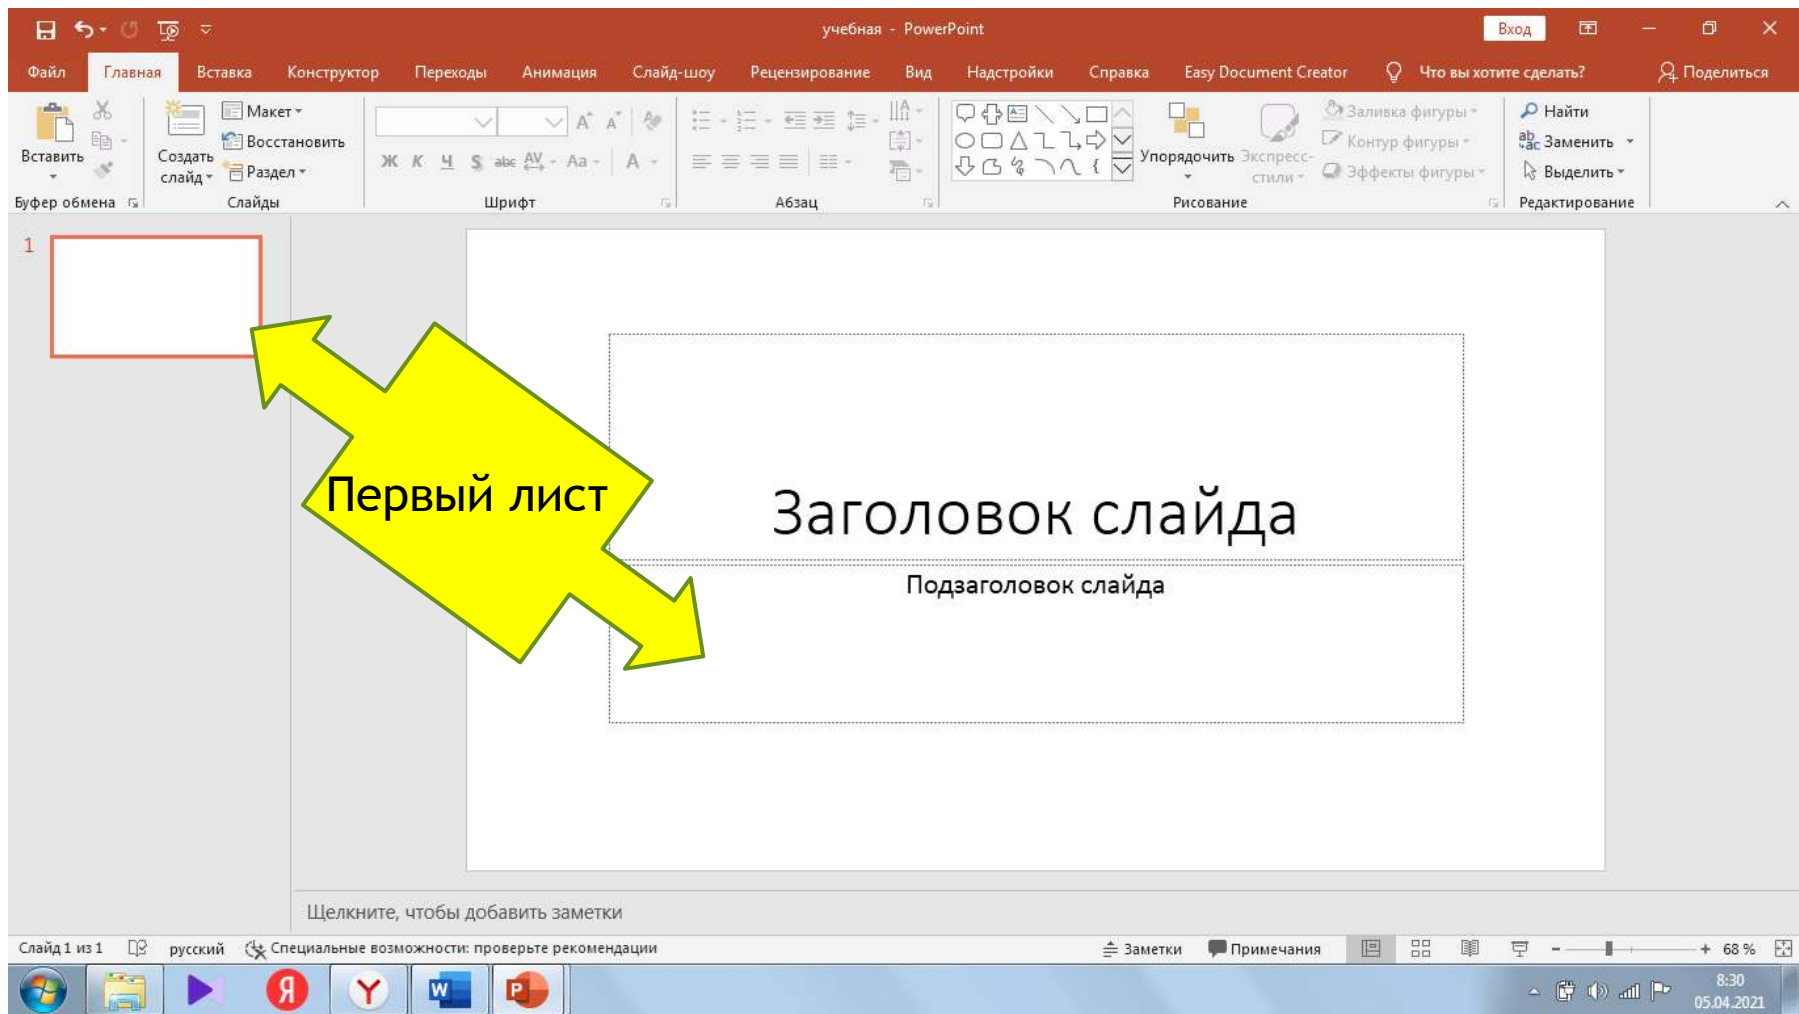 учебная - PowerPoint
Вход
Файл Главная Вставка Конструктор Переходы Анимация Слайд-шоу Рецензирование Вид Надстройки Справка Easy Document Creator Что вы хотите сделать? Поделиться
Вставить
Создать слайд
Макет
Восстановить
Раздел
Ж К Ч S abc AV Aa A
Упорядочить
Экспресс-стили
Заливка фигуры
Контур фигуры
Эффекты фигуры
Найти
Заменить
Выделить
Буфер обмена Слайды Шрифт Абзац Рисование Редактирование
1
Первый лист
Заголовок слайда
Подзаголовок слайда
Щелкните, чтобы добавить заметки
Слайд 1 из 1 русский Специальные возможности: проверьте рекомендации Заметки Примечания 68 %
8:30
05.04.2021